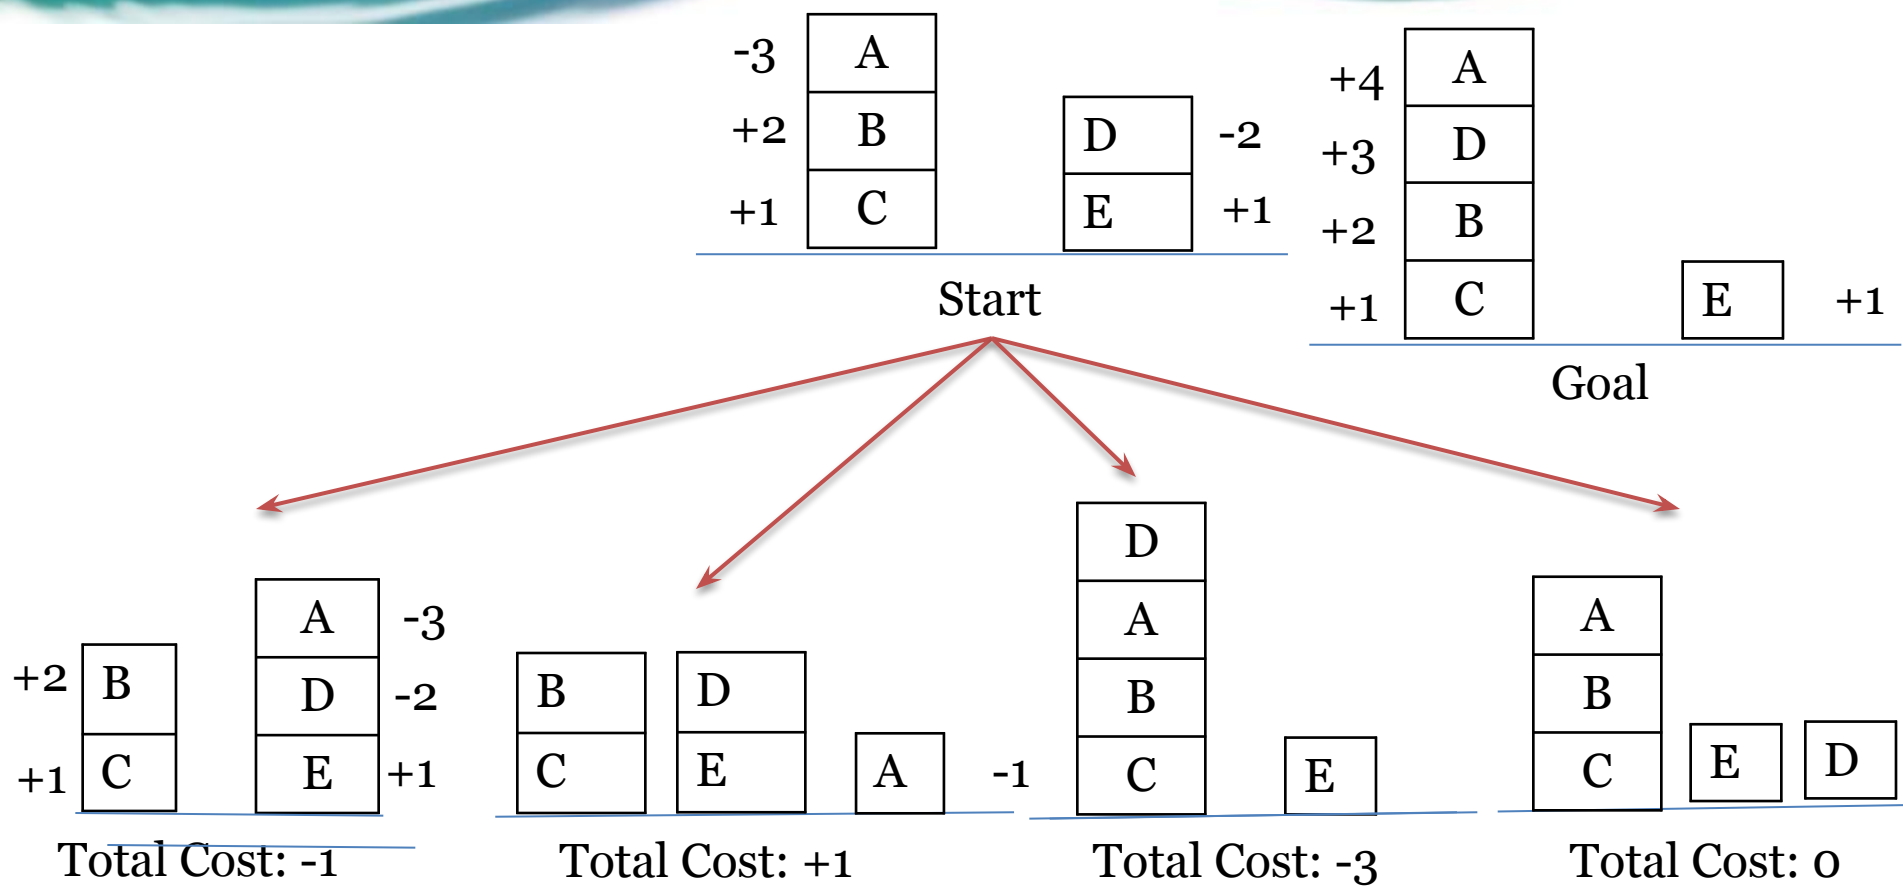 -3 A
+2 B
+1 C
D -2
E +1
Start
+4 A
+3 D
+2 B
+1 C
E +1
Goal
+2 B
+1 C
A -3
D -2
E +1
Total Cost: -1
B
C
D
E
A -1
Total Cost: +1
D
A
B
C
E
Total Cost: -3
A
B
C
E
D
Total Cost: 0